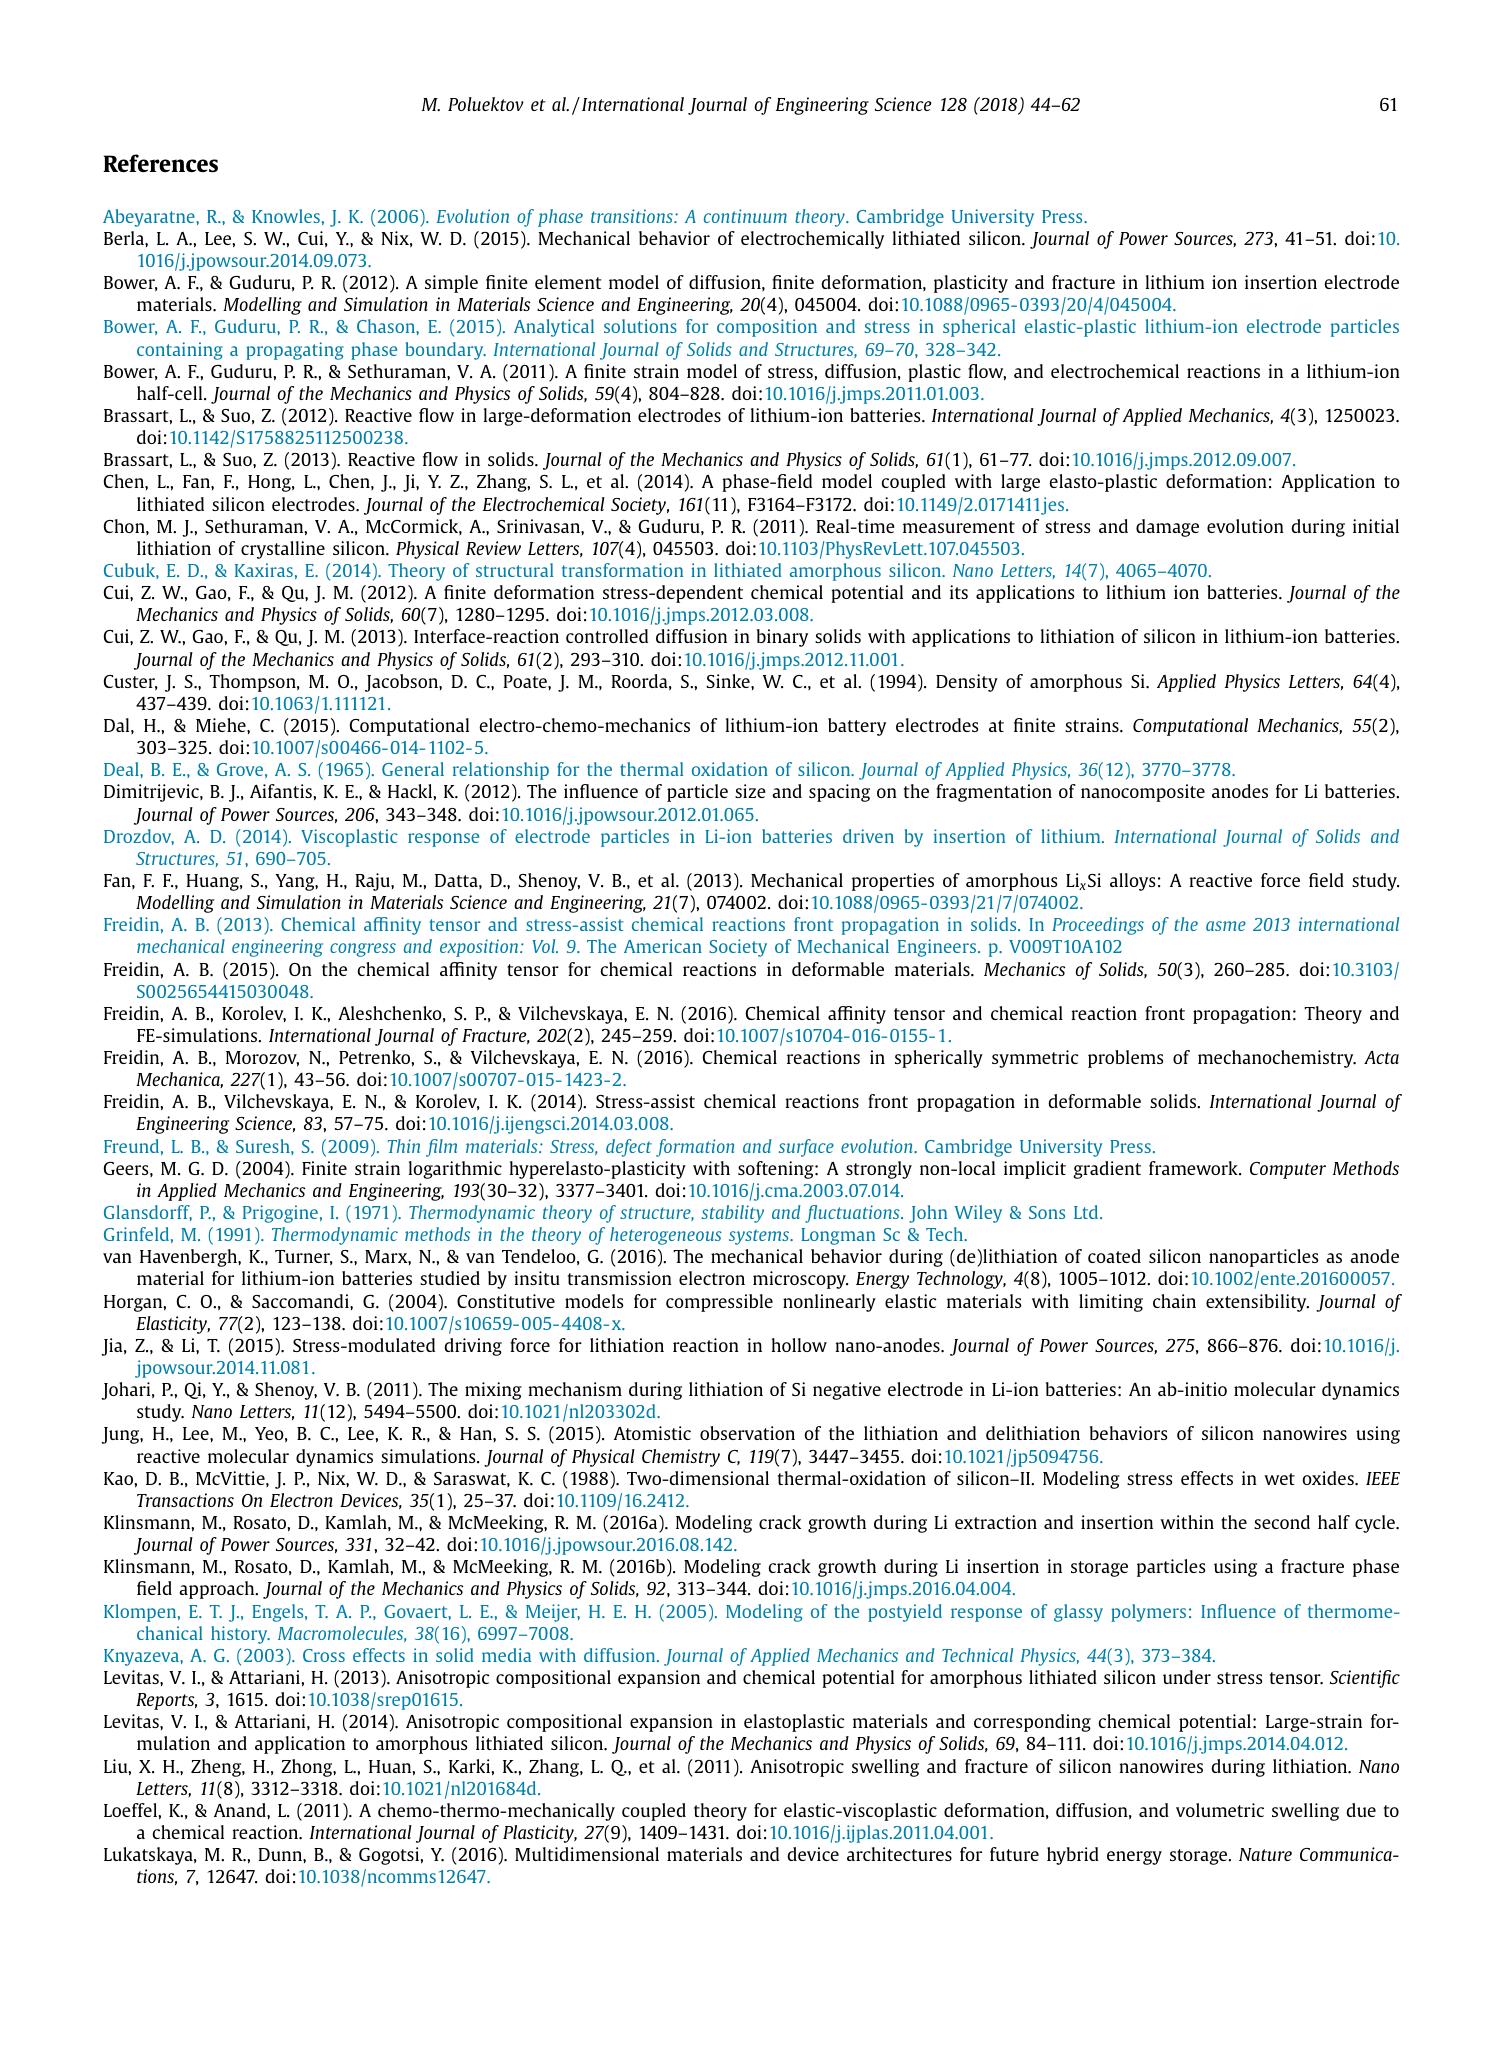 M. Poluektov et al. / International Journal of Engineering Science 128 (2018) 44–62
61
References
Abeyaratne, R., & Knowles, J. K. (2006). Evolution of phase transitions: A continuum theory. Cambridge University Press.
Berla, L. A., Lee, S. W., Cui, Y., & Nix, W. D. (2015). Mechanical behavior of electrochemically lithiated silicon. Journal of Power Sources, 273, 41–51. doi:10.
1016/j.jpowsour.2014.09.073.
Bower, A. F., & Guduru, P. R. (2012). A simple finite element model of diffusion, finite deformation, plasticity and fracture in lithium ion insertion electrode
materials. Modelling and Simulation in Materials Science and Engineering, 20(4), 045004. doi:10.1088/0965-0393/20/4/045004.
Bower, A. F., Guduru, P. R., & Chason, E. (2015). Analytical solutions for composition and stress in spherical elastic-plastic lithium-ion electrode particles
containing a propagating phase boundary. International Journal of Solids and Structures, 69–70, 328–342.
Bower, A. F., Guduru, P. R., & Sethuraman, V. A. (2011). A finite strain model of stress, diffusion, plastic flow, and electrochemical reactions in a lithium-ion
half-cell. Journal of the Mechanics and Physics of Solids, 59(4), 804–828. doi:10.1016/j.jmps.2011.01.003.
Brassart, L., & Suo, Z. (2012). Reactive flow in large-deformation electrodes of lithium-ion batteries. International Journal of Applied Mechanics, 4(3), 1250023.
doi:10.1142/S1758825112500238.
Brassart, L., & Suo, Z. (2013). Reactive flow in solids. Journal of the Mechanics and Physics of Solids, 61(1), 61–77. doi:10.1016/j.jmps.2012.09.007.
Chen, L., Fan, F., Hong, L., Chen, J., Ji, Y. Z., Zhang, S. L., et al. (2014). A phase-field model coupled with large elasto-plastic deformation: Application to
lithiated silicon electrodes. Journal of the Electrochemical Society, 161(11), F3164–F3172. doi:10.1149/2.0171411jes.
Chon, M. J., Sethuraman, V. A., McCormick, A., Srinivasan, V., & Guduru, P. R. (2011). Real-time measurement of stress and damage evolution during initial
lithiation of crystalline silicon. Physical Review Letters, 107(4), 045503. doi:10.1103/PhysRevLett.107.045503.
Cubuk, E. D., & Kaxiras, E. (2014). Theory of structural transformation in lithiated amorphous silicon. Nano Letters, 14(7), 4065–4070.
Cui, Z. W., Gao, F., & Qu, J. M. (2012). A finite deformation stress-dependent chemical potential and its applications to lithium ion batteries. Journal of the
Mechanics and Physics of Solids, 60(7), 1280–1295. doi:10.1016/j.jmps.2012.03.008.
Cui, Z. W., Gao, F., & Qu, J. M. (2013). Interface-reaction controlled diffusion in binary solids with applications to lithiation of silicon in lithium-ion batteries.
Journal of the Mechanics and Physics of Solids, 61(2), 293–310. doi:10.1016/j.jmps.2012.11.001.
Custer, J. S., Thompson, M. O., Jacobson, D. C., Poate, J. M., Roorda, S., Sinke, W. C., et al. (1994). Density of amorphous Si. Applied Physics Letters, 64(4),
437–439. doi:10.1063/1.111121.
Dal, H., & Miehe, C. (2015). Computational electro-chemo-mechanics of lithium-ion battery electrodes at finite strains. Computational Mechanics, 55(2),
303–325. doi:10.1007/s00466-014-1102-5.
Deal, B. E., & Grove, A. S. (1965). General relationship for the thermal oxidation of silicon. Journal of Applied Physics, 36(12), 3770–3778.
Dimitrijevic, B. J., Aifantis, K. E., & Hackl, K. (2012). The influence of particle size and spacing on the fragmentation of nanocomposite anodes for Li batteries.
Journal of Power Sources, 206, 343–348. doi:10.1016/j.jpowsour.2012.01.065.
Drozdov, A. D. (2014). Viscoplastic response of electrode particles in Li-ion batteries driven by insertion of lithium. International Journal of Solids and
Structures, 51, 690–705.
Fan, F. F., Huang, S., Yang, H., Raju, M., Datta, D., Shenoy, V. B., et al. (2013). Mechanical properties of amorphous LixSi alloys: A reactive force field study.
Modelling and Simulation in Materials Science and Engineering, 21(7), 074002. doi:10.1088/0965-0393/21/7/074002.
Freidin, A. B. (2013). Chemical affinity tensor and stress-assist chemical reactions front propagation in solids. In Proceedings of the asme 2013 international
mechanical engineering congress and exposition: Vol. 9. The American Society of Mechanical Engineers. p. V009T10A102
Freidin, A. B. (2015). On the chemical affinity tensor for chemical reactions in deformable materials. Mechanics of Solids, 50(3), 260–285. doi:10.3103/
S0025654415030048.
Freidin, A. B., Korolev, I. K., Aleshchenko, S. P., & Vilchevskaya, E. N. (2016). Chemical affinity tensor and chemical reaction front propagation: Theory and
FE-simulations. International Journal of Fracture, 202(2), 245–259. doi:10.1007/s10704-016-0155-1.
Freidin, A. B., Morozov, N., Petrenko, S., & Vilchevskaya, E. N. (2016). Chemical reactions in spherically symmetric problems of mechanochemistry. Acta
Mechanica, 227(1), 43–56. doi:10.1007/s00707-015-1423-2.
Freidin, A. B., Vilchevskaya, E. N., & Korolev, I. K. (2014). Stress-assist chemical reactions front propagation in deformable solids. International Journal of
Engineering Science, 83, 57–75. doi:10.1016/j.ijengsci.2014.03.008.
Freund, L. B., & Suresh, S. (2009). Thin film materials: Stress, defect formation and surface evolution. Cambridge University Press.
Geers, M. G. D. (2004). Finite strain logarithmic hyperelasto-plasticity with softening: A strongly non-local implicit gradient framework. Computer Methods
in Applied Mechanics and Engineering, 193(30–32), 3377–3401. doi:10.1016/j.cma.2003.07.014.
Glansdorff, P., & Prigogine, I. (1971). Thermodynamic theory of structure, stability and fluctuations. John Wiley & Sons Ltd.
Grinfeld, M. (1991). Thermodynamic methods in the theory of heterogeneous systems. Longman Sc & Tech.
van Havenbergh, K., Turner, S., Marx, N., & van Tendeloo, G. (2016). The mechanical behavior during (de)lithiation of coated silicon nanoparticles as anode
material for lithium-ion batteries studied by insitu transmission electron microscopy. Energy Technology, 4(8), 1005–1012. doi:10.1002/ente.201600057.
Horgan, C. O., & Saccomandi, G. (2004). Constitutive models for compressible nonlinearly elastic materials with limiting chain extensibility. Journal of
Elasticity, 77(2), 123–138. doi:10.1007/s10659-005-4408-x.
Jia, Z., & Li, T. (2015). Stress-modulated driving force for lithiation reaction in hollow nano-anodes. Journal of Power Sources, 275, 866–876. doi:10.1016/j.
jpowsour.2014.11.081.
Johari, P., Qi, Y., & Shenoy, V. B. (2011). The mixing mechanism during lithiation of Si negative electrode in Li-ion batteries: An ab-initio molecular dynamics
study. Nano Letters, 11(12), 5494–5500. doi:10.1021/nl203302d.
Jung, H., Lee, M., Yeo, B. C., Lee, K. R., & Han, S. S. (2015). Atomistic observation of the lithiation and delithiation behaviors of silicon nanowires using
reactive molecular dynamics simulations. Journal of Physical Chemistry C, 119(7), 3447–3455. doi:10.1021/jp5094756.
Kao, D. B., McVittie, J. P., Nix, W. D., & Saraswat, K. C. (1988). Two-dimensional thermal-oxidation of silicon–II. Modeling stress effects in wet oxides. IEEE
Transactions On Electron Devices, 35(1), 25–37. doi:10.1109/16.2412.
Klinsmann, M., Rosato, D., Kamlah, M., & McMeeking, R. M. (2016a). Modeling crack growth during Li extraction and insertion within the second half cycle.
Journal of Power Sources, 331, 32–42. doi:10.1016/j.jpowsour.2016.08.142.
Klinsmann, M., Rosato, D., Kamlah, M., & McMeeking, R. M. (2016b). Modeling crack growth during Li insertion in storage particles using a fracture phase
field approach. Journal of the Mechanics and Physics of Solids, 92, 313–344. doi:10.1016/j.jmps.2016.04.004.
Klompen, E. T. J., Engels, T. A. P., Govaert, L. E., & Meijer, H. E. H. (2005). Modeling of the postyield response of glassy polymers: Influence of thermome-
chanical history. Macromolecules, 38(16), 6997–7008.
Knyazeva, A. G. (2003). Cross effects in solid media with diffusion. Journal of Applied Mechanics and Technical Physics, 44(3), 373–384.
Levitas, V. I., & Attariani, H. (2013). Anisotropic compositional expansion and chemical potential for amorphous lithiated silicon under stress tensor. Scientific
Reports, 3, 1615. doi:10.1038/srep01615.
Levitas, V. I., & Attariani, H. (2014). Anisotropic compositional expansion in elastoplastic materials and corresponding chemical potential: Large-strain for-
mulation and application to amorphous lithiated silicon. Journal of the Mechanics and Physics of Solids, 69, 84–111. doi:10.1016/j.jmps.2014.04.012.
Liu, X. H., Zheng, H., Zhong, L., Huan, S., Karki, K., Zhang, L. Q., et al. (2011). Anisotropic swelling and fracture of silicon nanowires during lithiation. Nano
Letters, 11(8), 3312–3318. doi:10.1021/nl201684d.
Loeffel, K., & Anand, L. (2011). A chemo-thermo-mechanically coupled theory for elastic-viscoplastic deformation, diffusion, and volumetric swelling due to
a chemical reaction. International Journal of Plasticity, 27(9), 1409–1431. doi:10.1016/j.ijplas.2011.04.001.
Lukatskaya, M. R., Dunn, B., & Gogotsi, Y. (2016). Multidimensional materials and device architectures for future hybrid energy storage. Nature Communica-
tions, 7, 12647. doi:10.1038/ncomms12647.